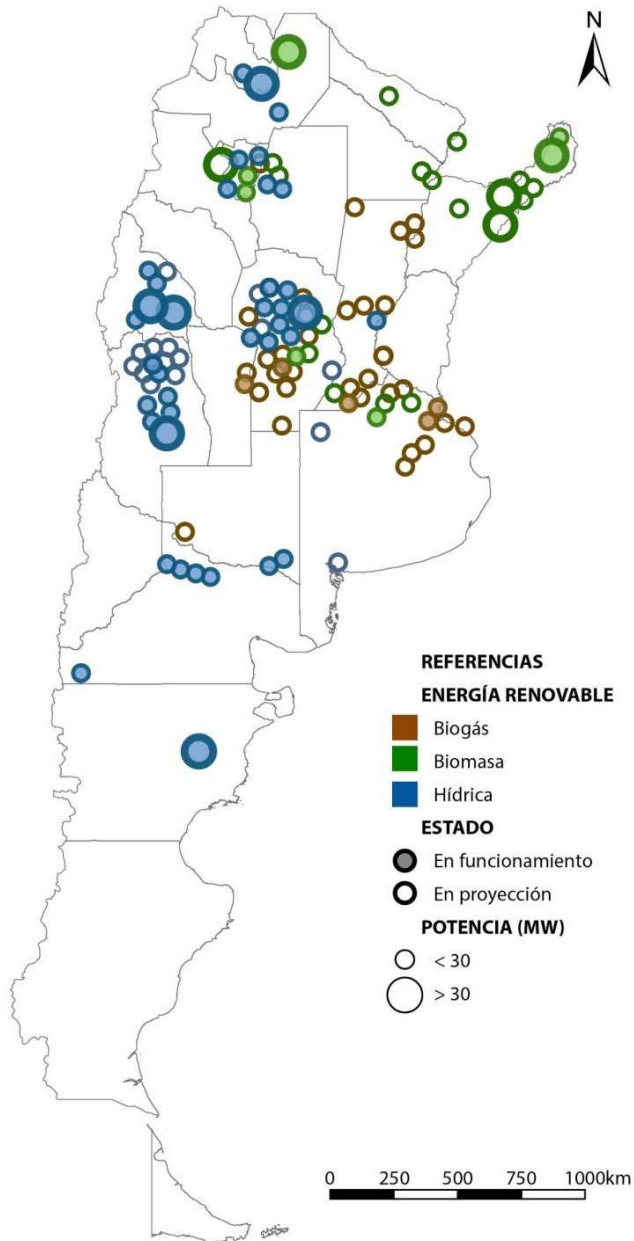 N
REFERENCIAS
ENERGÍA RENOVABLE
Biogás
Biomasa
Hídrica
ESTADO
En funcionamiento
En proyección
POTENCIA (MW)
< 30
> 30
0 250 500 750 1000km